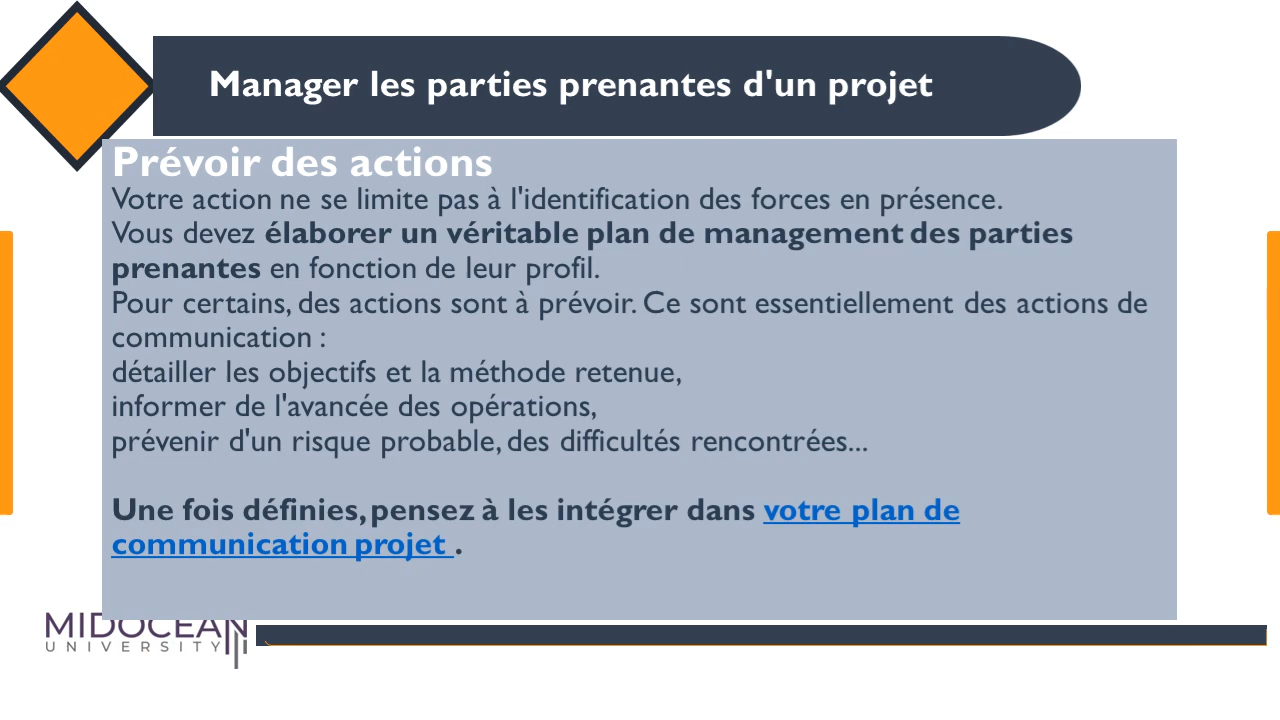 Manager les parties prenantes d'un projet
Prévoir des actions
Votre action ne se limite pas à l'identification des forces en présence.
Vous devez élaborer un véritable plan de management des parties
prenantes en fonction de leur profil.
Pour certains, des actions sont à prévoir. Ce sont essentiellement des actions de
communication :
détailler les objectifs et la méthode retenue,
informer de l'avancée des opérations,
prévenir d'un risque probable, des difficultés rencontrées...
Une fois définies, pensez à les intégrer dans votre plan de
communication projet .
MIDOCEAN
UNIVERSITY